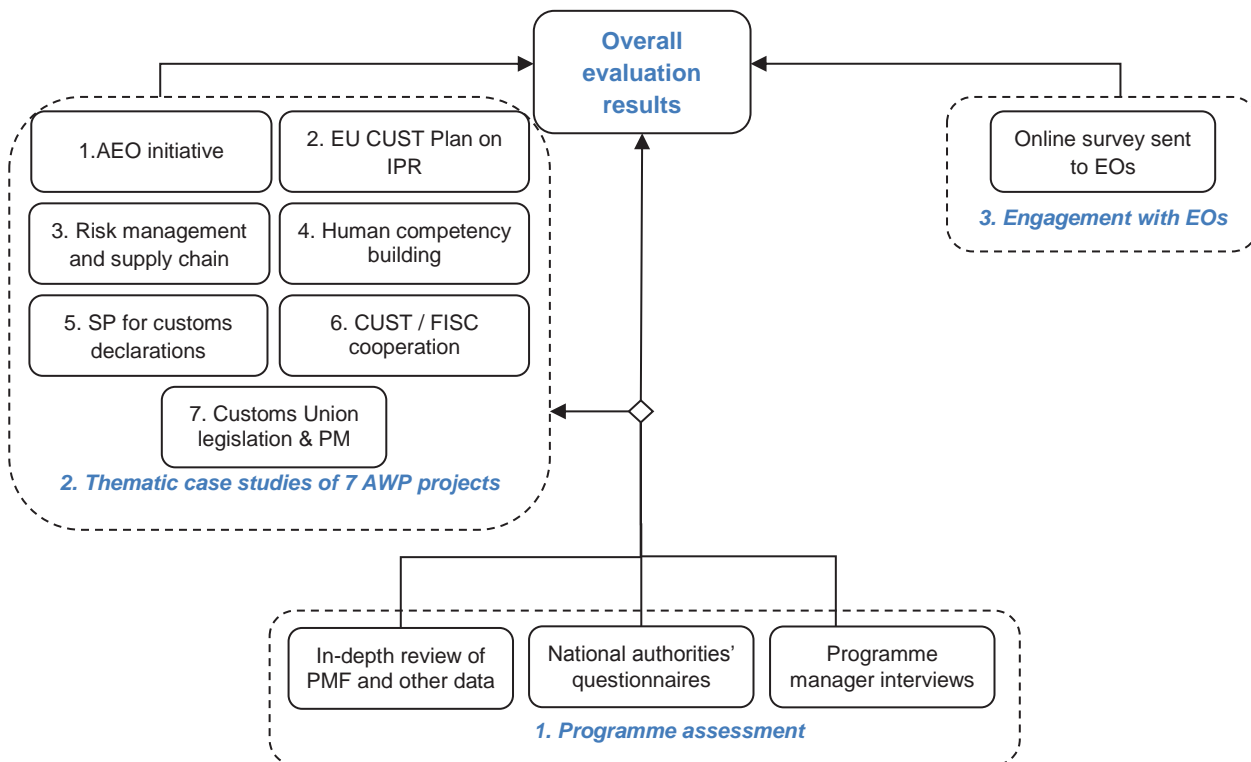 Overall
evaluation
results
1.AEO initiative
2. EU CUST Plan on
IPR
3. Risk management
and supply chain
4. Human competency
building
5. SP for customs
declarations
6. CUST / FISC
cooperation
7. Customs Union
legislation & PM
2. Thematic case studies of 7 AWP projects
Online survey sent
to EOs
3. Engagement with EOs
In-depth review of
PMF and other data
National authorities’
questionnaires
Programme
manager interviews
1. Programme assessment